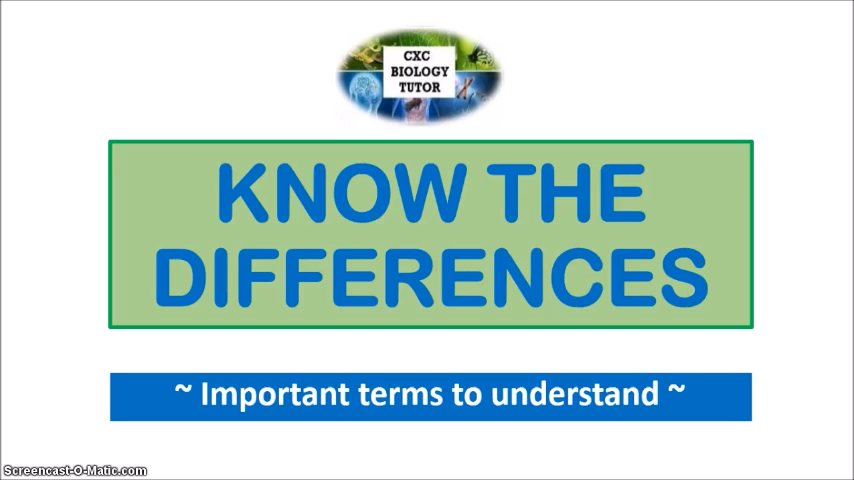 CXC
BIOLOGY
TUTOR
KNOW THE
DIFFERENCES
~ Important terms to understand ~
Screencast-O-Matic.com